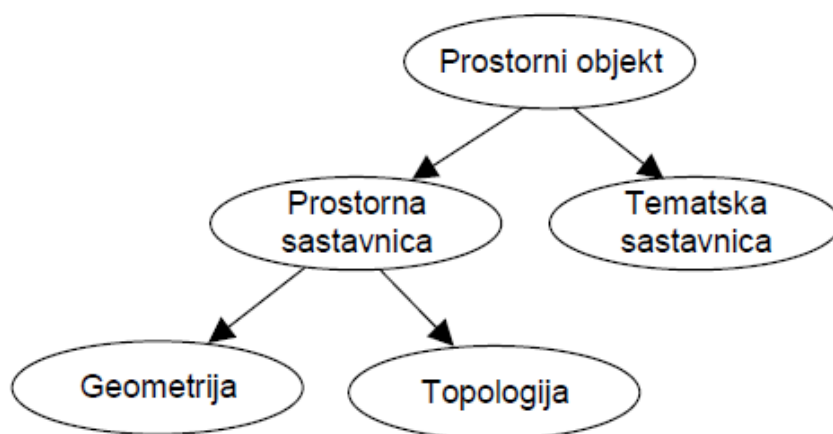 Prostorni objekt
Prostorna
sastavnica
Tematska
sastavnica
Geometrija
Topologija